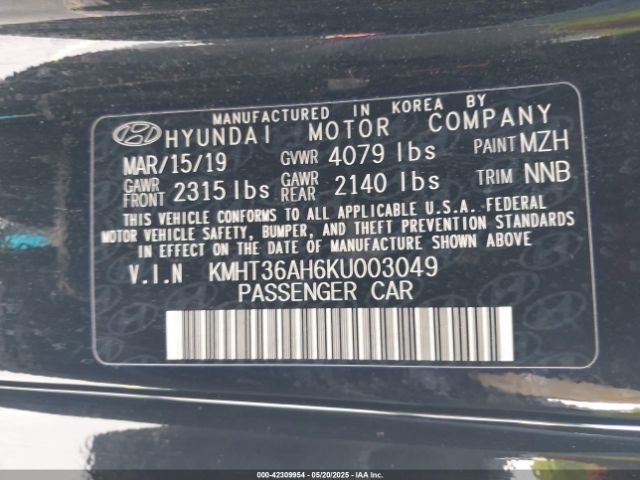 MANUFACTURED IN KOREA BY
HYUNDAI MOTOR COMPANY
MAR/15/19 GVWR 4079 lbs PAINT MZH
GAWR FRONT 2315 lbs GAWR REAR 2140 lbs TRIM NNB
THIS VEHICLE CONFORMS TO ALL APPLICABLE U.S.A. FEDERAL
MOTOR VEHICLE SAFETY, BUMPER, AND THEFT PREVENTION STANDARDS
IN EFFECT ON THE DATE OF MANUFACTURE SHOWN ABOVE
V.I.N KMHT36AH6KU003049
PASSENGER CAR
000-42309954 - 05/20/2025 - IAAI.COM